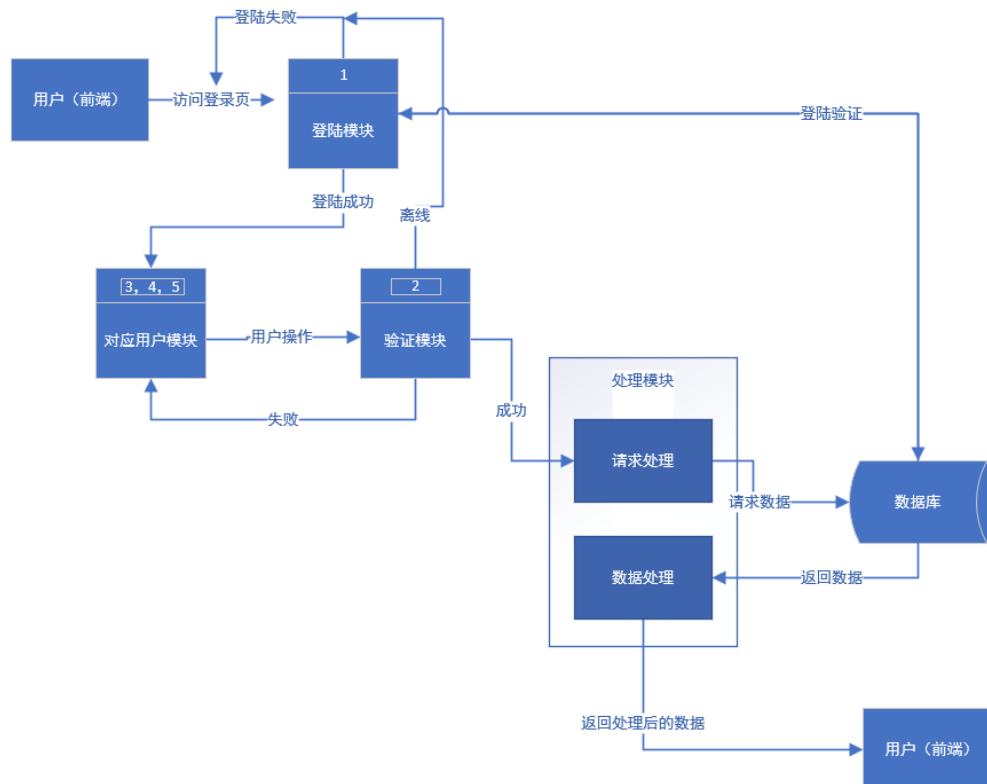 登陆失败
1
用户（前端）
访问登录页
登陆模块
登陆验证
登陆成功
离线
3, 4, 5
2
对应用户模块
用户操作
验证模块
处理模块
成功
失败
请求处理
请求数据
数据库
数据处理
返回数据
返回处理后的数据
用户（前端）